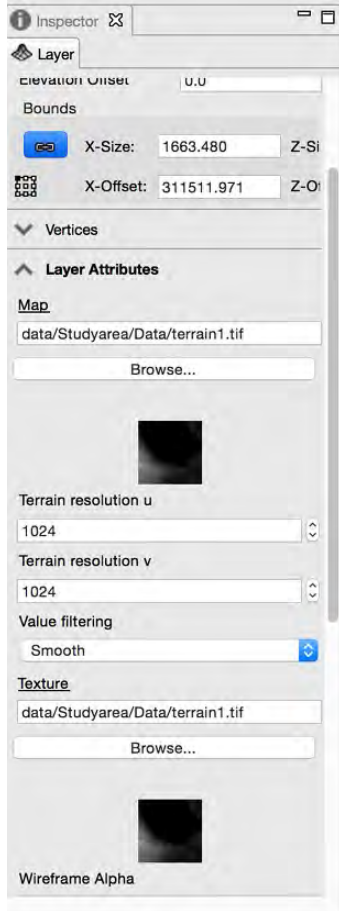 Inspector
Layer
Elevation Offset 0.0
Bounds
X-Size: 1663.480 Z-Si
X-Offset: 311511.971 Z-Of
Vertices
Layer Attributes
Map
data/Studyarea/Data/terrain1.tif
Browse...
Terrain resolution u
1024
Terrain resolution v
1024
Value filtering
Smooth
Texture
data/Studyarea/Data/terrain1.tif
Browse...
Wireframe Alpha